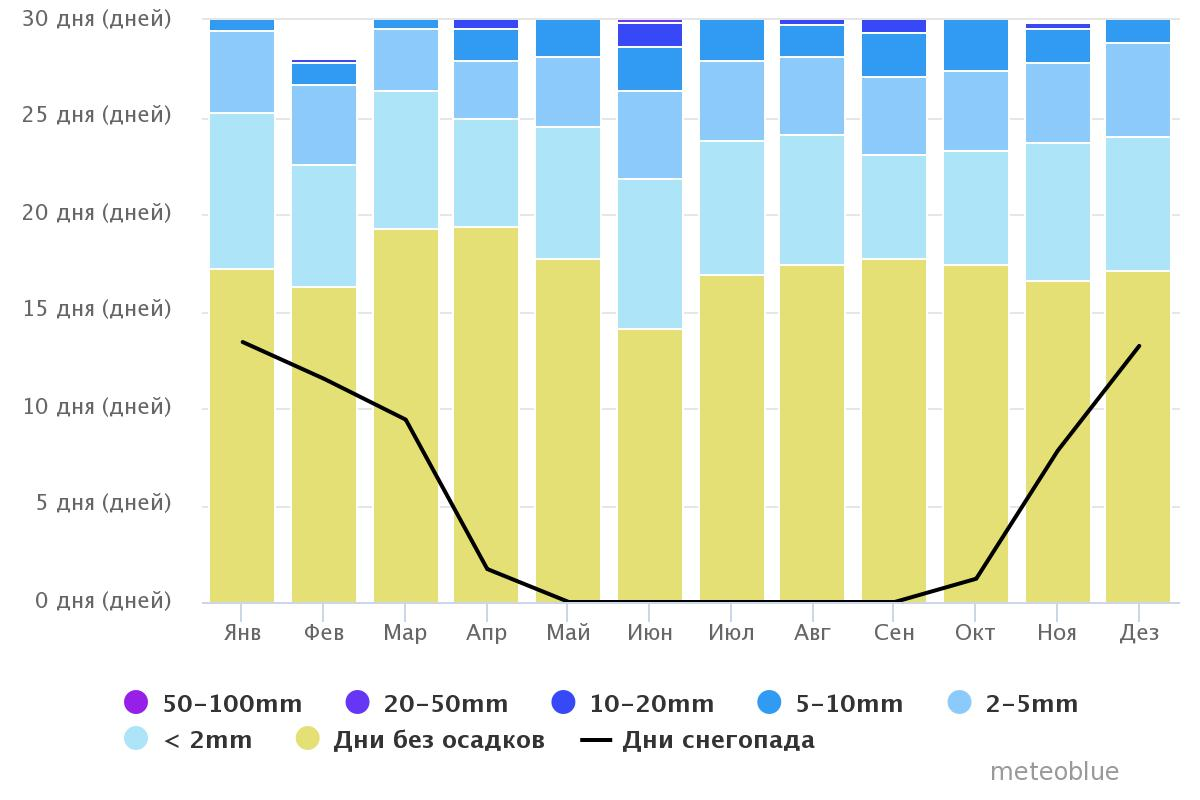 30 дня (дней)
25 дня (дней)
20 дня (дней)
15 дня (дней)
10 дня (дней)
5 дня (дней)
0 дня (дней)
Янв Фев Мар Апр Май Июн Июл Авг Сен Окт Ноя Дез
50-100mm 20-50mm 10-20mm 5-10mm 2-5mm
< 2mm Дни без осадков Дни снегопада
meteoblue